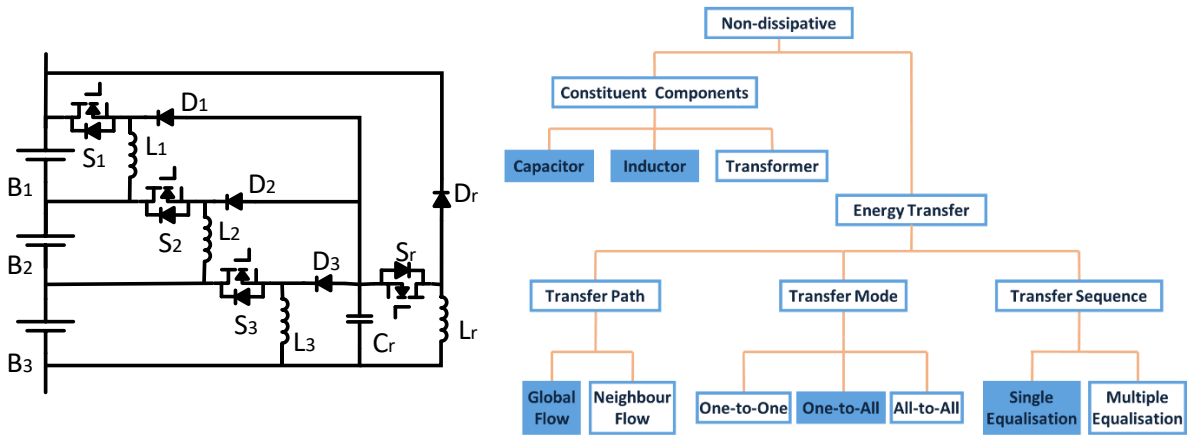 D1
S1
L1
B1
D2
Dr
S2
L2
Sr
B2
D3
S3
L3
Cr
Lr
B3
Non-dissipative
Constituent Components
Capacitor
Inductor
Transformer
Energy Transfer
Transfer Path
Transfer Mode
Transfer Sequence
Global
Flow
Neighbour
Flow
One-to-One
One-to-All
All-to-All
Single
Equalisation
Multiple
Equalisation